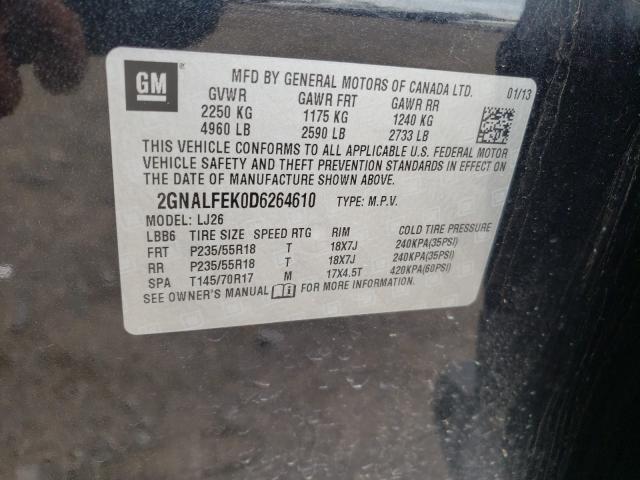 GM
MFD BY GENERAL MOTORS OF CANADA LTD. 01/13
GVWR GAWR FRT GAWR RR
2250 KG 1175 KG 1240 KG
4960 LB 2590 LB 2733 LB
THIS VEHICLE CONFORMS TO ALL APPLICABLE U.S. FEDERAL MOTOR
VEHICLE SAFETY AND THEFT PREVENTION STANDARDS IN EFFECT ON
THE DATE OF MANUFACTURE SHOWN ABOVE.
2GNALFEK0D6264610 TYPE: M.P.V.
MODEL: LJ26
LBB6 TIRE SIZE SPEED RTG RIM COLD TIRE PRESSURE
FRT P235/55R18 T 18X7J 240KPA(35PSI)
RR P235/55R18 T 18X7J 240KPA(35PSI)
SPA T145/70R17 M 17X4.5T 420KPA(60PSI)
SEE OWNER'S MANUAL FOR MORE INFORMATION.